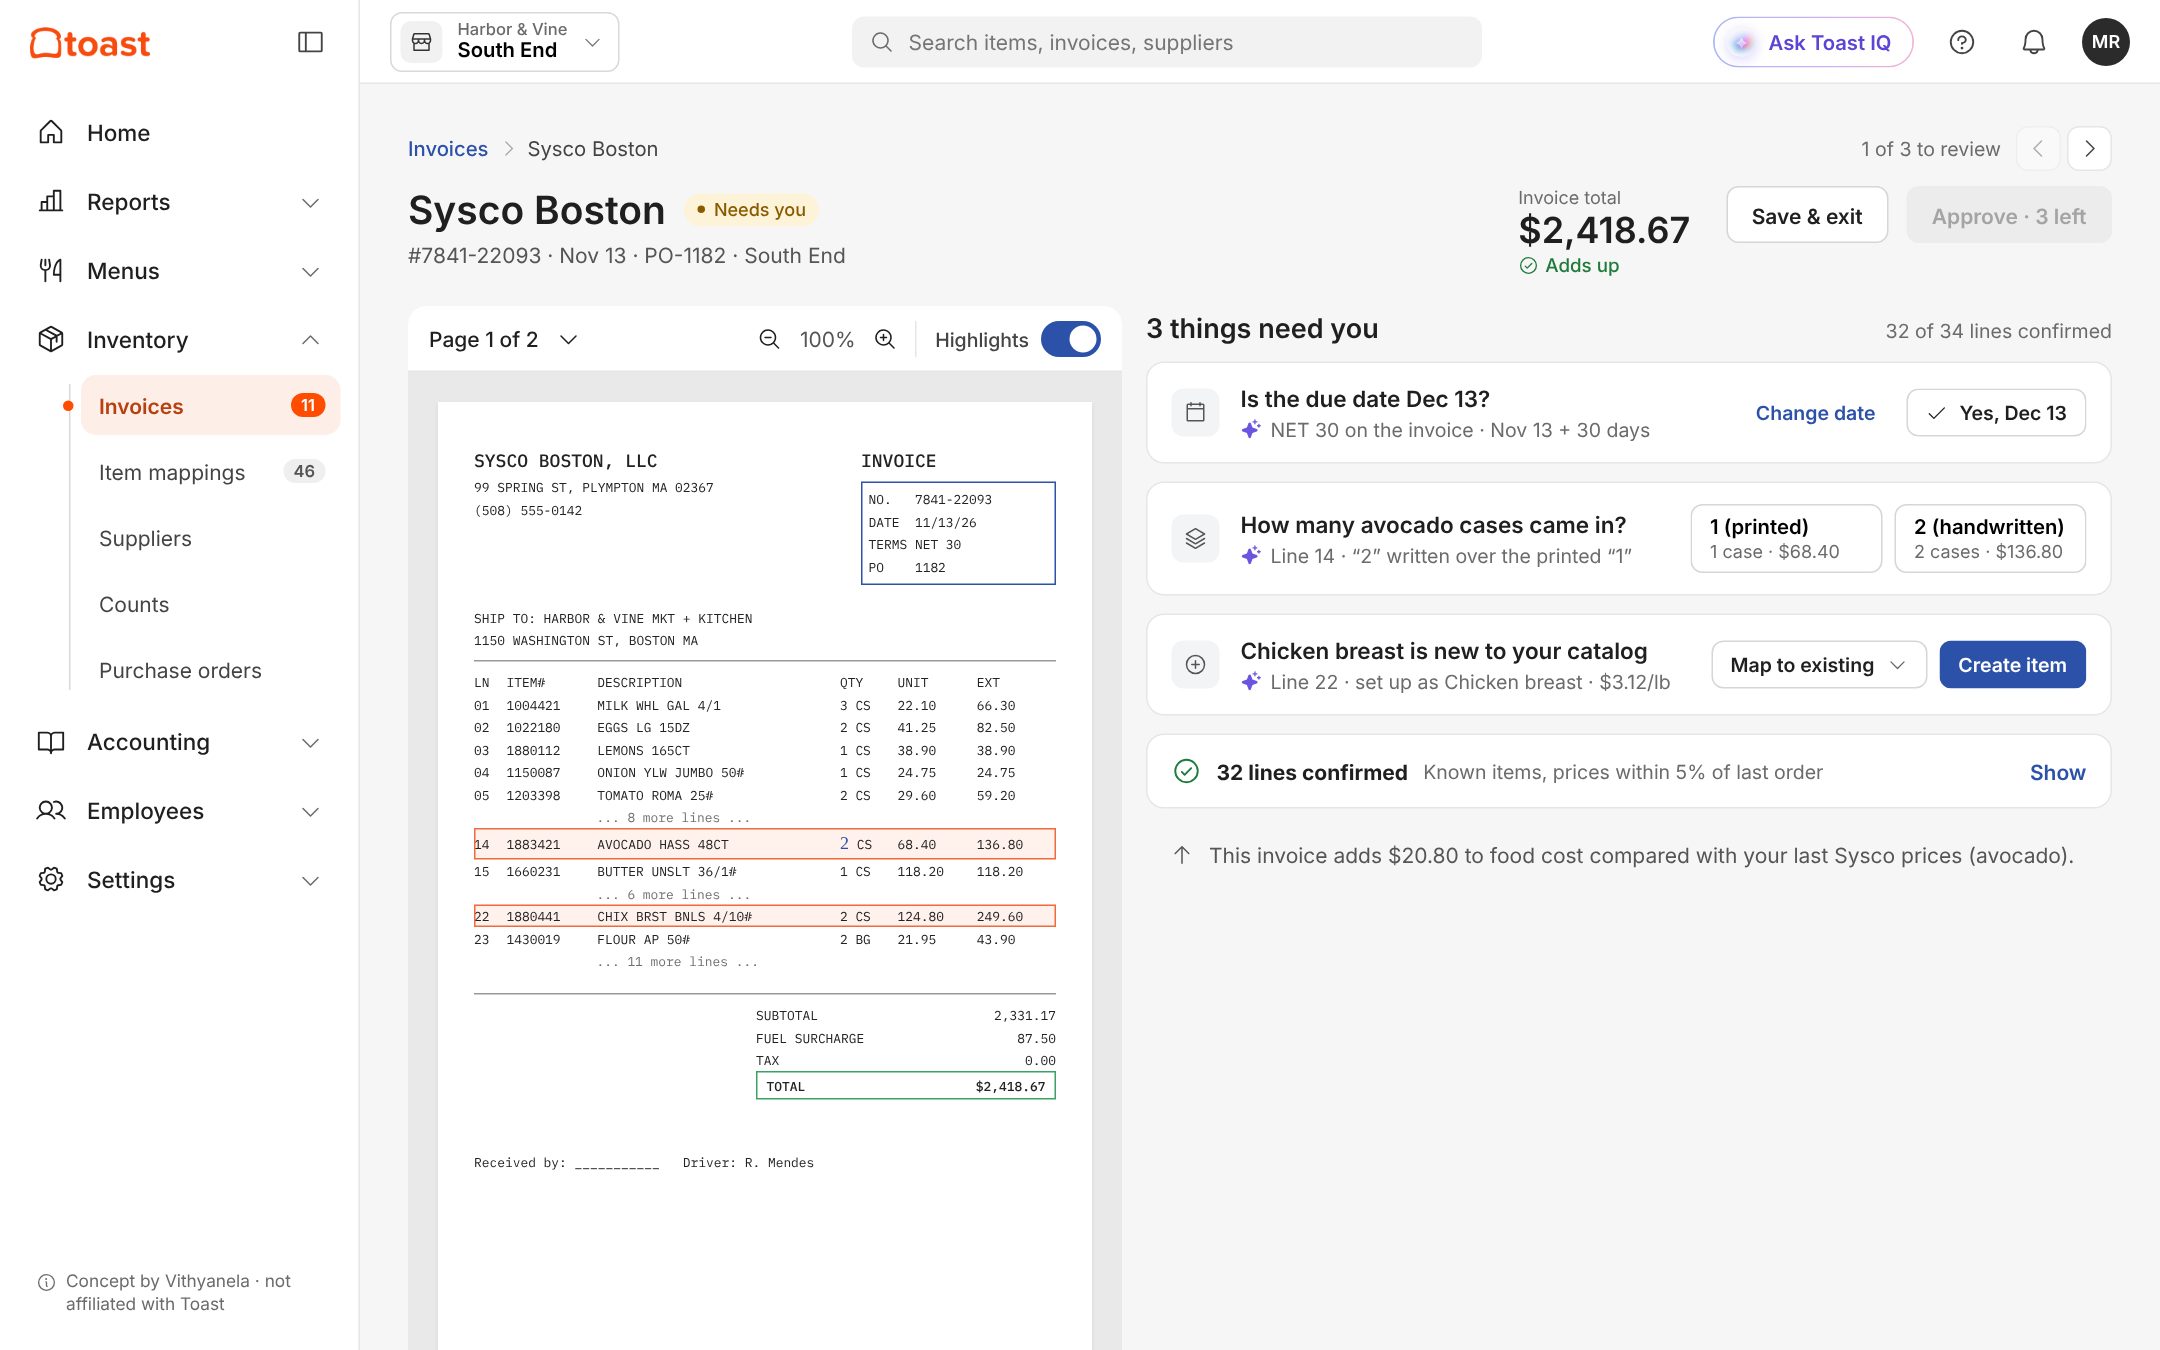 toast
Harbor & Vine
South End
Search items, invoices, suppliers
Ask Toast IQ
MR
Home
Reports
Menus
Inventory
Invoices 11
Item mappings 46
Suppliers
Counts
Purchase orders
Accounting
Employees
Settings
Concept by Vithyanela · not
affiliated with Toast
Invoices > Sysco Boston
1 of 3 to review
Sysco Boston
Needs you
#7841-22093 · Nov 13 · PO-1182 · South End
Invoice total
$2,418.67
Adds up
Save & exit
Approve · 3 left
Page 1 of 2
100%
Highlights
SYSCO BOSTON, LLC
99 SPRING ST, PLYMPTON MA 02367
(508) 555-0142
INVOICE
NO. 7841-22093
DATE 11/13/26
TERMS NET 30
PO 1182
SHIP TO: HARBOR & VINE MKT + KITCHEN
1150 WASHINGTON ST, BOSTON MA
LN ITEM# DESCRIPTION QTY UNIT EXT
01 1004421 MILK WHL GAL 4/1 3 CS 22.10 66.30
02 1022180 EGGS LG 15DZ 2 CS 41.25 82.50
03 1880112 LEMONS 165CT 1 CS 38.90 38.90
04 1150087 ONION YLW JUMBO 50# 1 CS 24.75 24.75
05 1203398 TOMATO ROMA 25# 2 CS 29.60 59.20
... 8 more lines ...
14 1883421 AVOCADO HASS 48CT 2 CS 68.40 136.80
15 1660231 BUTTER UNSLT 36/1# 1 CS 118.20 118.20
... 6 more lines ...
22 1880441 CHIX BRST BNLS 4/10# 2 CS 124.80 249.60
23 1430019 FLOUR AP 50# 2 BG 21.95 43.90
... 11 more lines ...
SUBTOTAL 2,331.17
FUEL SURCHARGE 87.50
TAX 0.00
TOTAL $2,418.67
Received by: ___________ Driver: R. Mendes
3 things need you
32 of 34 lines confirmed
Is the due date Dec 13?
NET 30 on the invoice · Nov 13 + 30 days
Change date
Yes, Dec 13
How many avocado cases came in?
Line 14 · “2” written over the printed “1”
1 (printed)
1 case · $68.40
2 (handwritten)
2 cases · $136.80
Chicken breast is new to your catalog
Line 22 · set up as Chicken breast · $3.12/lb
Map to existing
Create item
32 lines confirmed Known items, prices within 5% of last order
Show
This invoice adds $20.80 to food cost compared with your last Sysco prices (avocado).